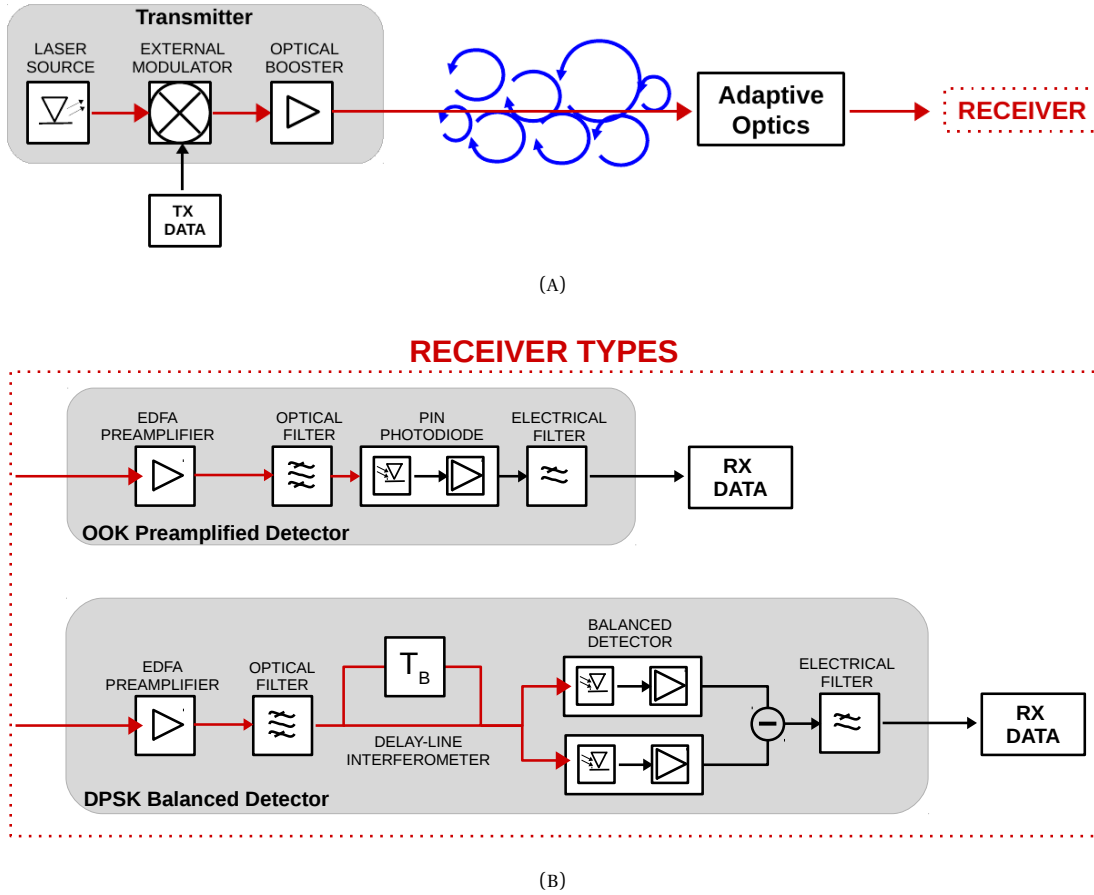 Transmitter
LASER
SOURCE
EXTERNAL
MODULATOR
OPTICAL
BOOSTER
TX
DATA
Adaptive
Optics
RECEIVER
(A)
RECEIVER TYPES
EDFA
PREAMPLIFIER
OPTICAL
FILTER
PIN
PHOTODIODE
ELECTRICAL
FILTER
RX
DATA
OOK Preamplified Detector
EDFA
PREAMPLIFIER
OPTICAL
FILTER
TB
DELAY-LINE
INTERFEROMETER
BALANCED
DETECTOR
ELECTRICAL
FILTER
RX
DATA
DPSK Balanced Detector
(B)